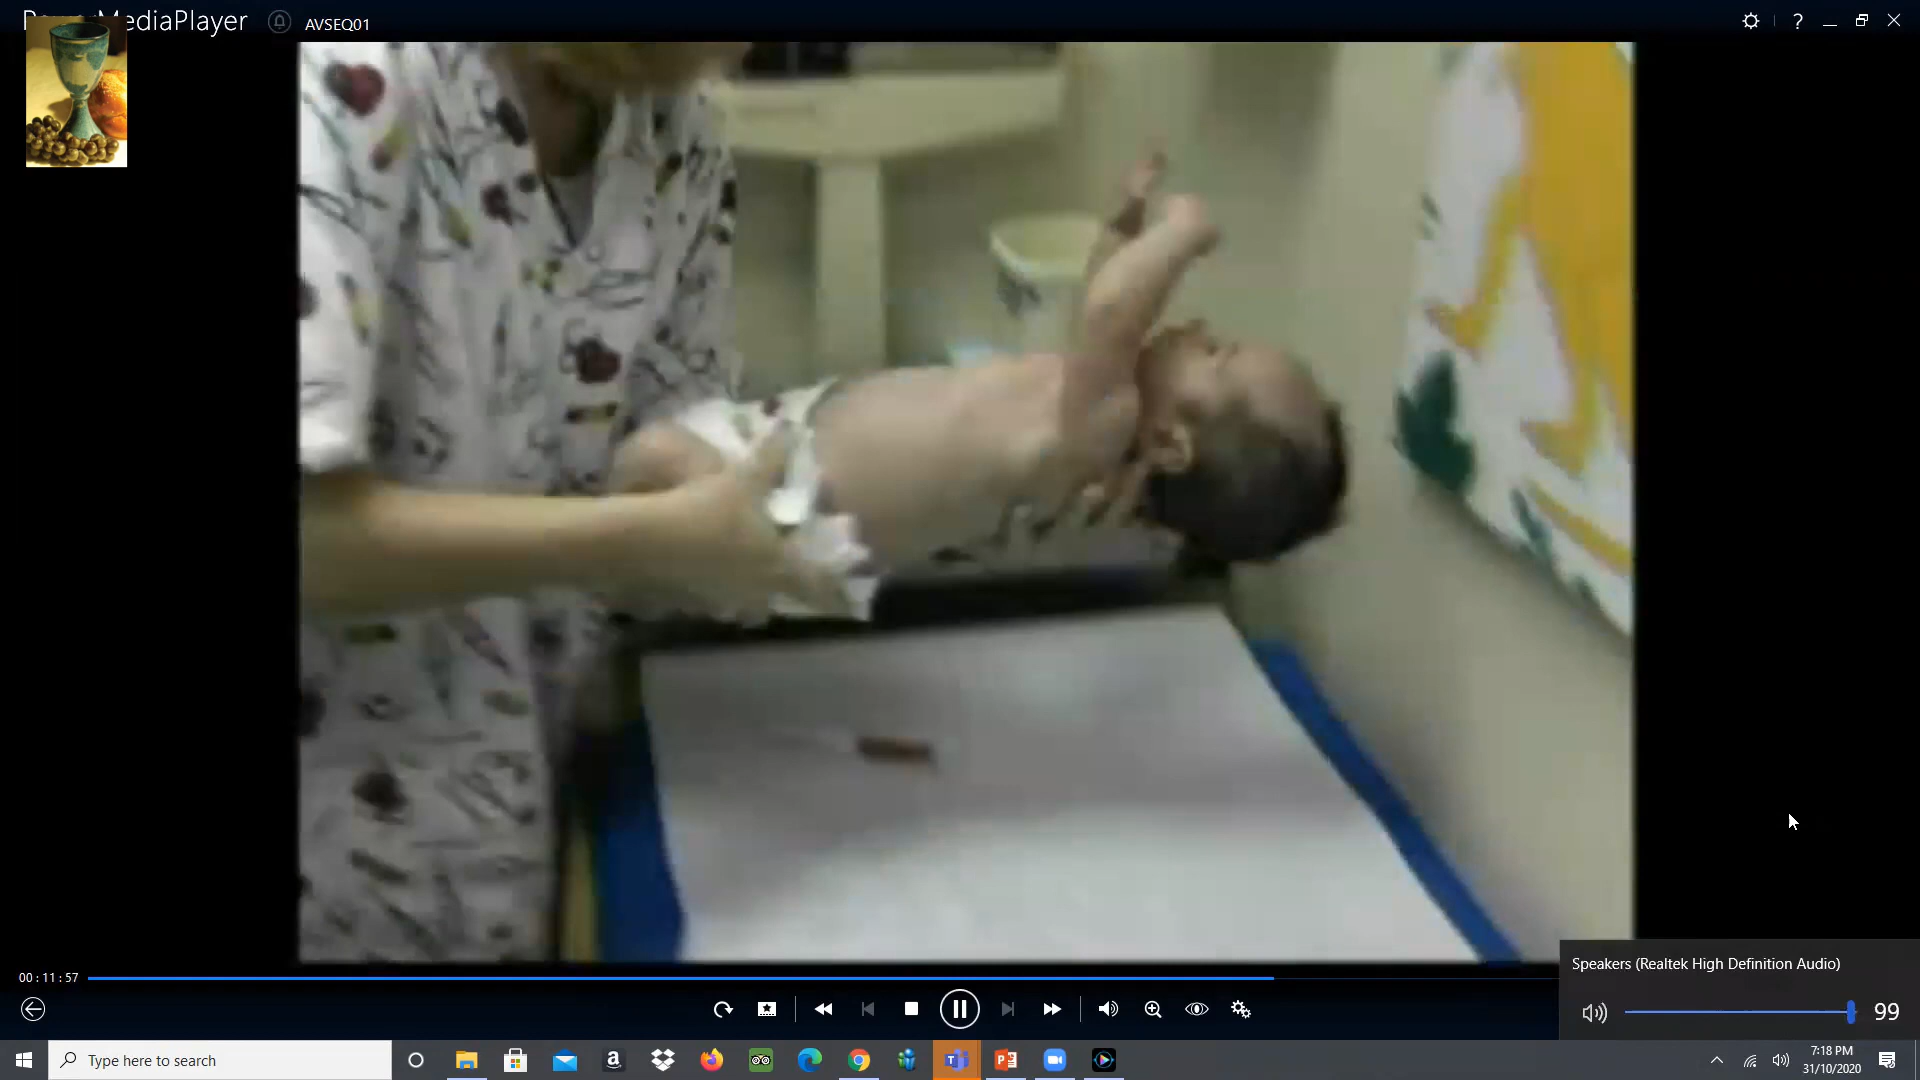 PowerMediaPlayer
AVSEQ01
?
00:11:57
Speakers (Realtek High Definition Audio)
99
Type here to search
7:18 PM
31/10/2020